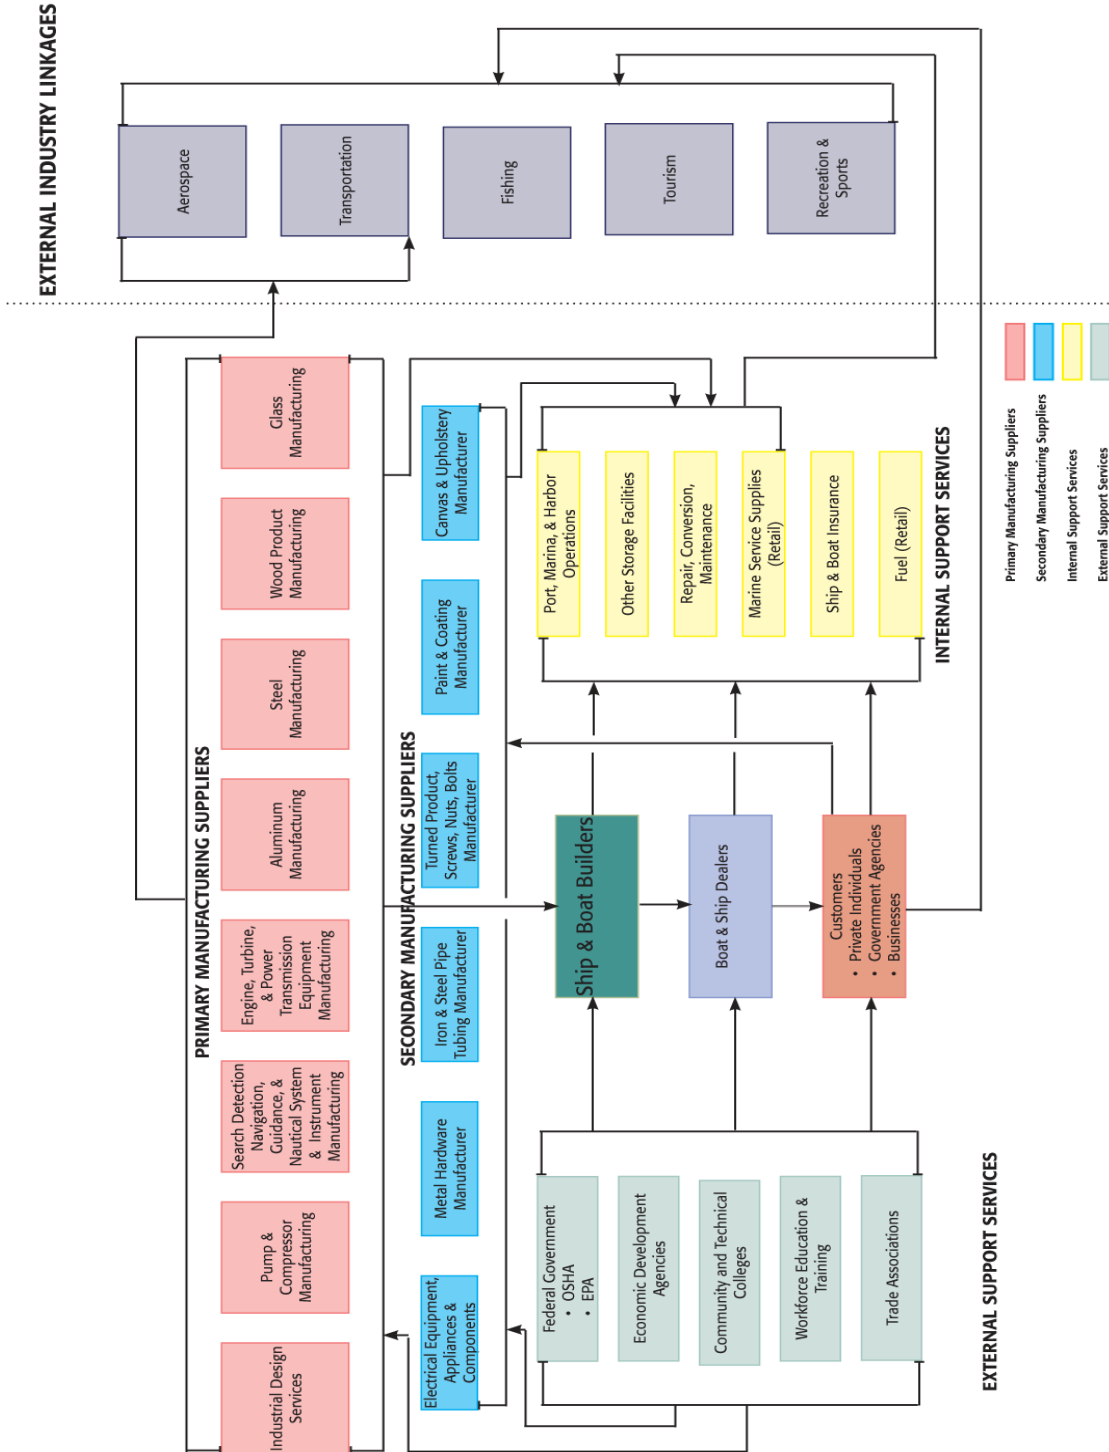 EXTERNAL INDUSTRY LINKAGES
Aerospace
Transportation
Fishing
Tourism
Recreation &
Sports
PRIMARY MANUFACTURING SUPPLIERS
Industrial Design
Services
Pump &
Compressor
Manufacturing
Search Detection
Navigation,
Guidance, &
Nautical System
& Instrument
Manufacturing
Engine, Turbine,
& Power
Transmission
Equipment
Manufacturing
Aluminum
Manufacturing
Steel
Manufacturing
Wood Product
Manufacturing
Glass
Manufacturing
SECONDARY MANUFACTURING SUPPLIERS
Electrical Equipment,
Appliances &
Components
Metal Hardware
Manufacturer
Iron & Steel Pipe
Tubing Manufacturer
Turned Product,
Screws, Nuts, Bolts
Manufacturer
Paint & Coating
Manufacturer
Canvas & Upholstery
Manufacturer
Federal Government
• OSHA
• EPA
Economic Development
Agencies
Community and Technical
Colleges
Workforce Education &
Training
Trade Associations
EXTERNAL SUPPORT SERVICES
Ship & Boat Builders
Boat & Ship Dealers
Customers
• Private Individuals
• Government Agencies
• Businesses
Port, Marina, & Harbor
Operations
Other Storage Facilities
Repair, Conversion,
Maintenance
Marine Service Supplies
(Retail)
Ship & Boat Insurance
Fuel (Retail)
INTERNAL SUPPORT SERVICES
Primary Manufacturing Suppliers
Secondary Manufacturing Suppliers
Internal Support Services
External Support Services